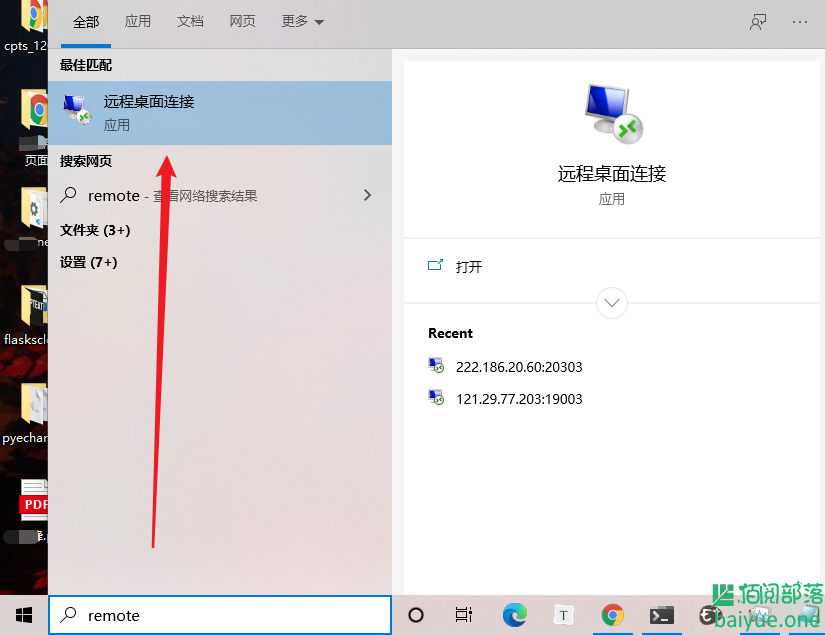 全部 应用 文档 网页 更多
cpts_12
最佳匹配
远程桌面连接
应用
页面
搜索网页
remote - 查看网络搜索结果
文件夹 (3+)
设置 (7+)
flaskscl
pyechar
PDF
远程桌面连接
应用
打开
Recent
222.186.20.60:20303
121.29.77.203:19003
remote
T
佰阅部落
baiyue.one